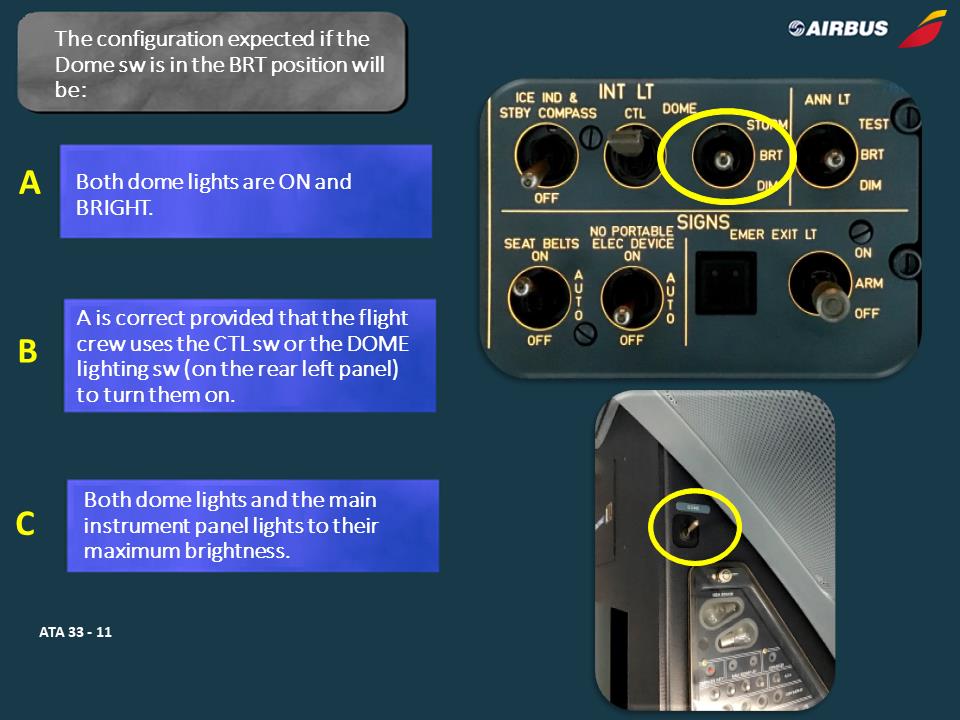 The configuration expected if the
Dome sw is in the BRT position will
be:
AIRBUS
A
Both dome lights are ON and
BRIGHT.
B
A is correct provided that the flight
crew uses the CTL sw or the DOME
lighting sw (on the rear left panel)
to turn them on.
C
Both dome lights and the main
instrument panel lights to their
maximum brightness.
ATA 33 - 11
INT LT
ICE IND &
STBY COMPASS
CTL
DOME
ANN LT
STORM
BRT
DIM
TEST
BRT
DIM
OFF
SIGNS
SEAT BELTS
ON
AUTO
OFF
NO PORTABLE
ELEC DEVICE
ON
AUTO
OFF
EMER EXIT LT
ON
ARM
OFF
DOME